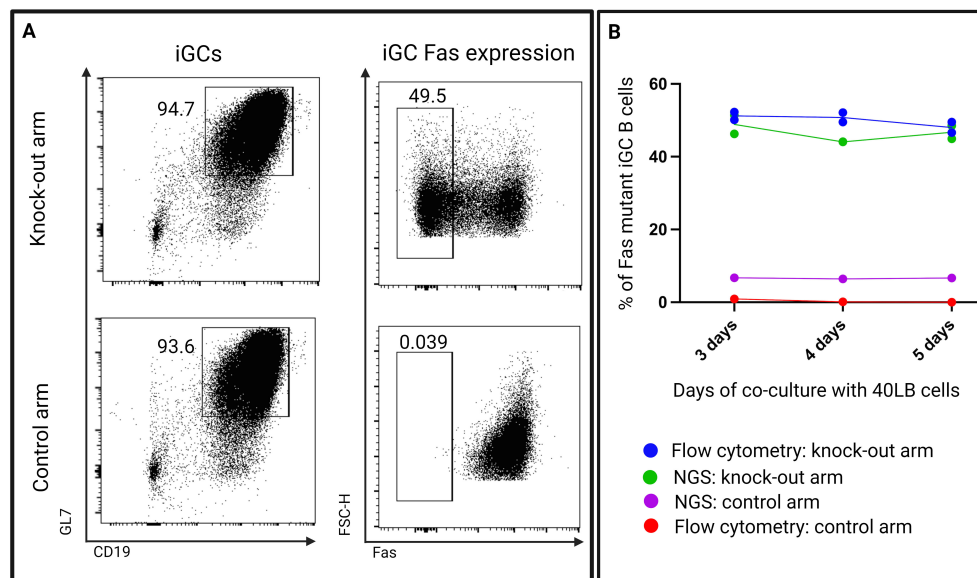 A
iGCs
iGC Fas expression
Knock-out arm
94.7
49.5
Control arm
93.6
0.039
GL7
CD19
FSC-H
Fas
B
% of Fas mutant iGC B cells
60
40
20
0
3 days
4 days
5 days
Days of co-culture with 40LB cells
Flow cytometry: knock-out arm
NGS: knock-out arm
NGS: control arm
Flow cytometry: control arm